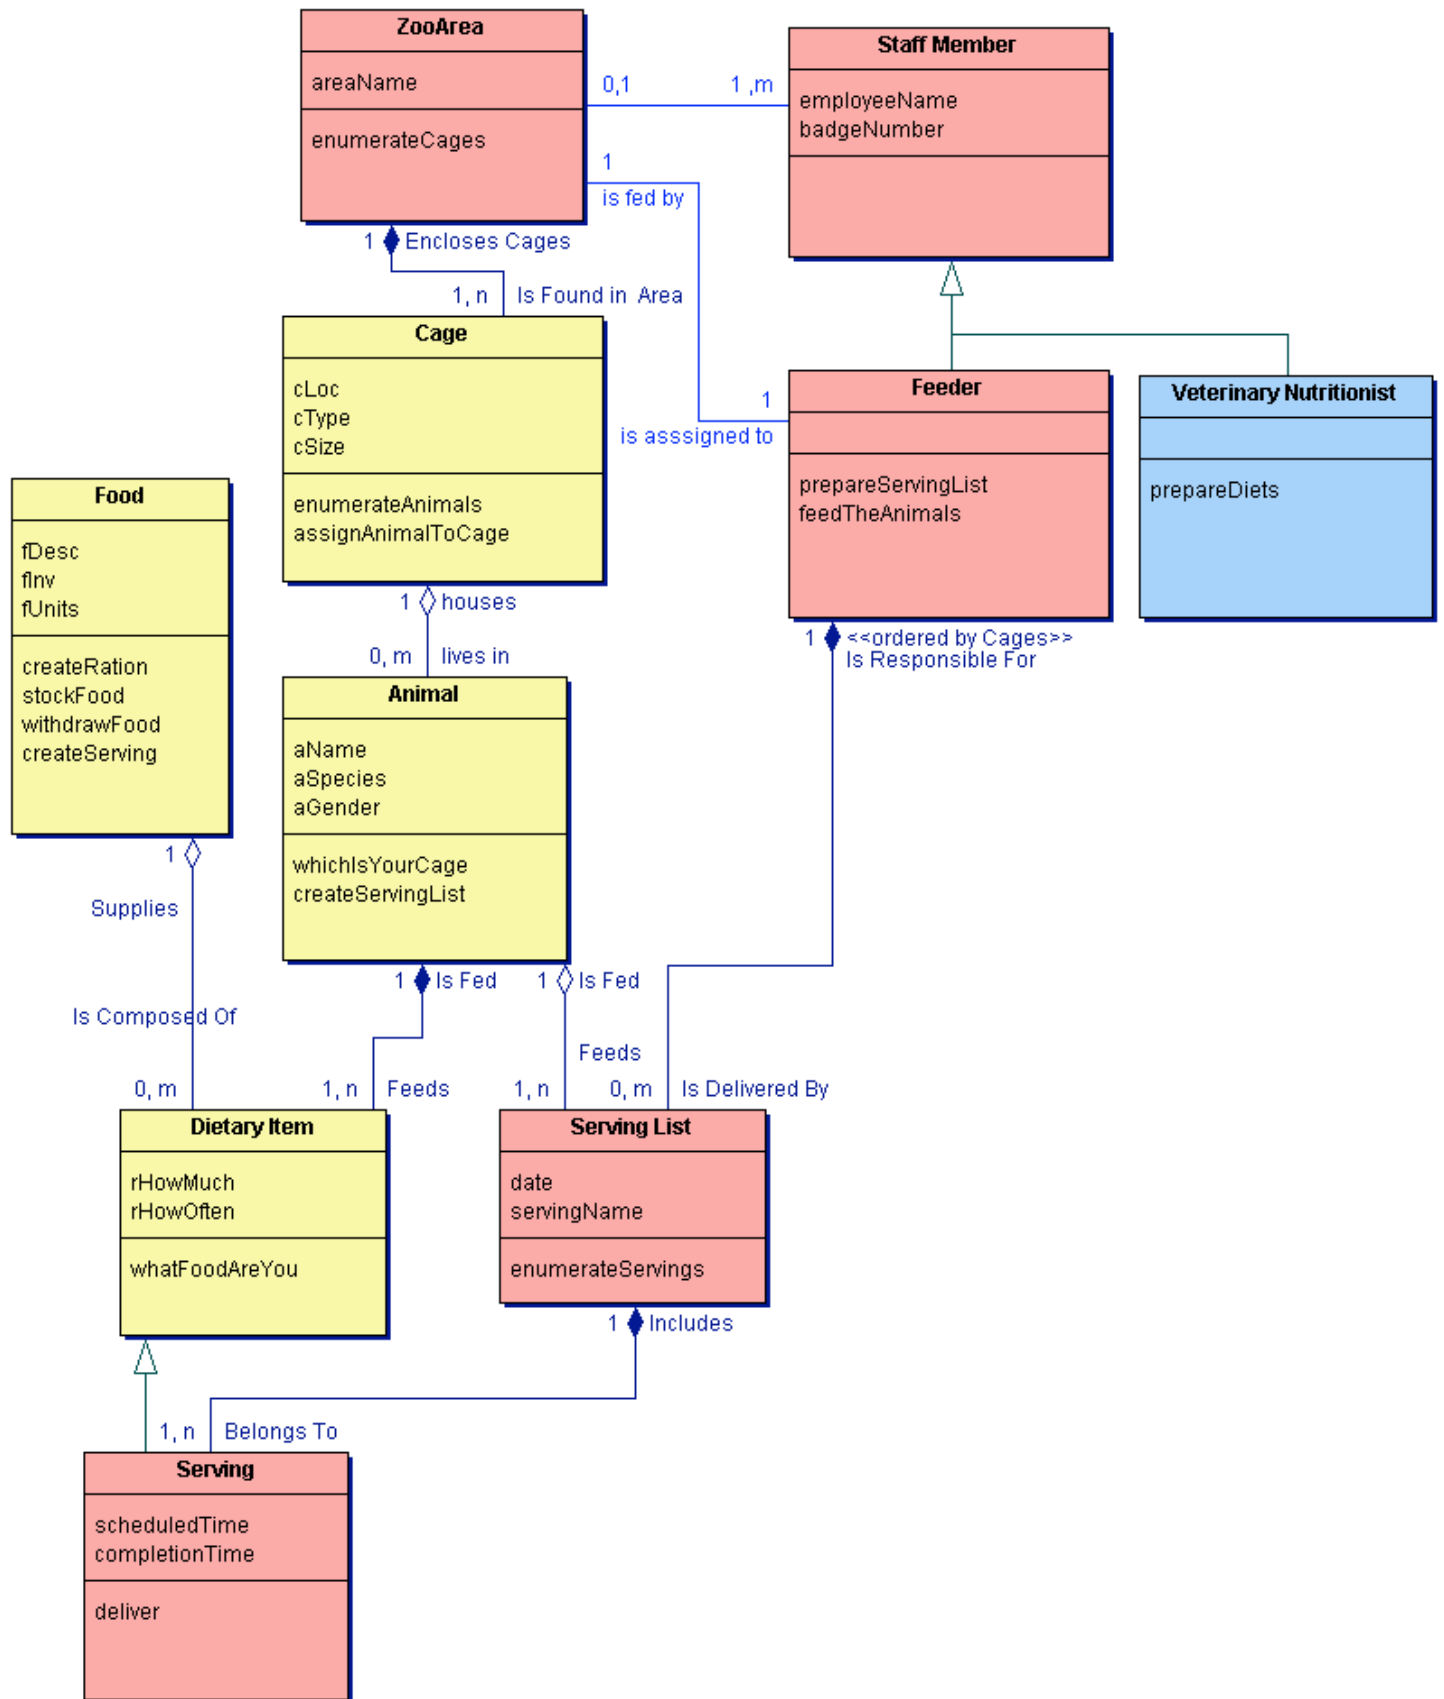 ZooArea
areaName
enumerateCages
Staff Member
employeeName
badgeNumber
0,1
1 ,m
1
is fed by
1
is asssigned to
1
Encloses Cages
1, n
Is Found in Area
Cage
cLoc
cType
cSize
enumerateAnimals
assignAnimalToCage
Feeder
prepareServingList
feedTheAnimals
Veterinary Nutritionist
prepareDiets
Food
fDesc
fInv
fUnits
createRation
stockFood
withdrawFood
createServing
1
houses
0, m
lives in
1
<<ordered by Cages>>
Is Responsible For
Animal
aName
aSpecies
aGender
whichIsYourCage
createServingList
1
Supplies
Is Composed Of
0, m
1
Is Fed
1, n
Feeds
1
Is Fed
Feeds
1, n
0, m
Is Delivered By
Dietary Item
rHowMuch
rHowOften
whatFoodAreYou
Serving List
date
servingName
enumerateServings
1
Includes
1, n
Belongs To
Serving
scheduledTime
completionTime
deliver